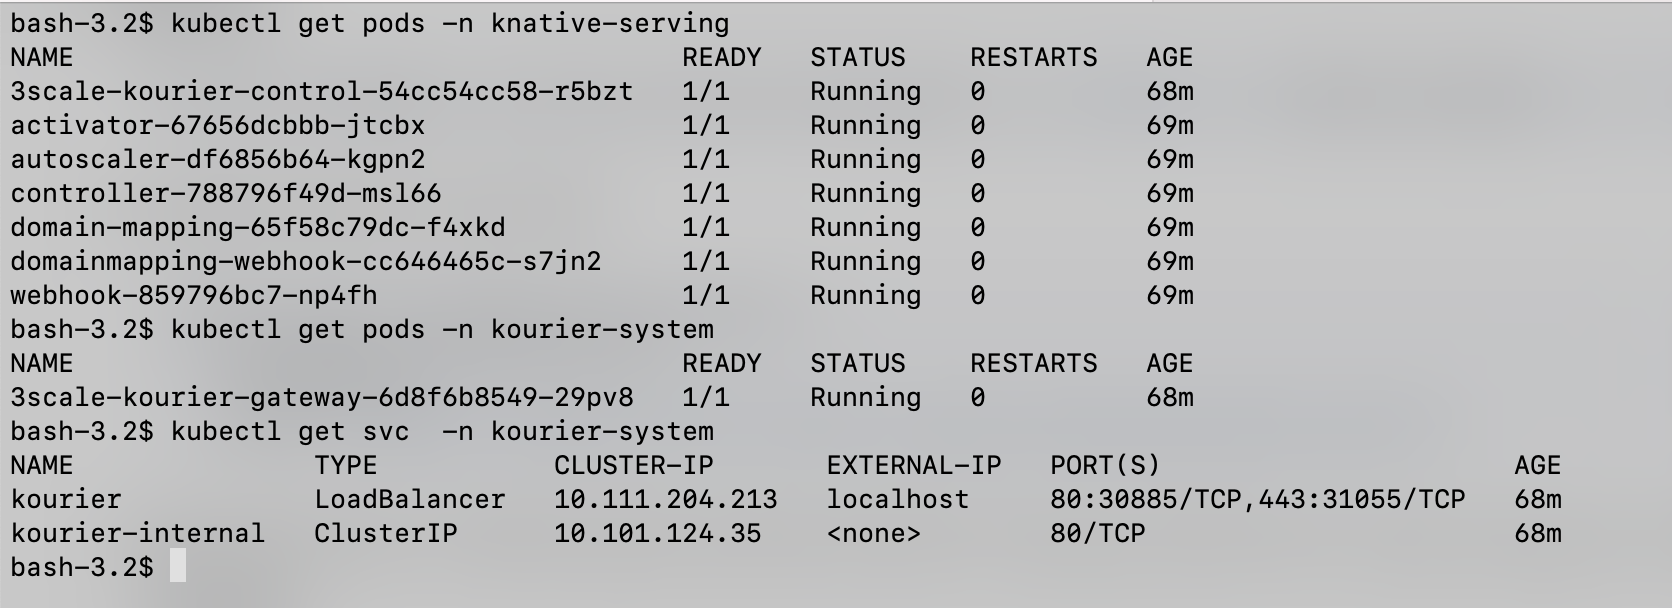 bash-3.2$ kubectl get pods -n knative-serving
NAME                                      READY   STATUS    RESTARTS   AGE
3scale-kourier-control-54cc54cc58-r5bzt   1/1     Running   0          68m
activator-67656dcbbb-jtcbx                1/1     Running   0          69m
autoscaler-df6856b64-kgpn2                1/1     Running   0          69m
controller-788796f49d-msl66               1/1     Running   0          69m
domain-mapping-65f58c79dc-f4xkd           1/1     Running   0          69m
domainmapping-webhook-cc646465c-s7jn2     1/1     Running   0          69m
webhook-859796bc7-np4fh                   1/1     Running   0          69m
bash-3.2$ kubectl get pods -n kourier-system
NAME                                      READY   STATUS    RESTARTS   AGE
3scale-kourier-gateway-6d8f6b8549-29pv8   1/1     Running   0          68m
bash-3.2$ kubectl get svc  -n kourier-system
NAME               TYPE           CLUSTER-IP       EXTERNAL-IP   PORT(S)                      AGE
kourier            LoadBalancer   10.111.204.213   localhost     80:30885/TCP,443:31055/TCP   68m
kourier-internal   ClusterIP      10.101.124.35    <none>        80/TCP                       68m
bash-3.2$